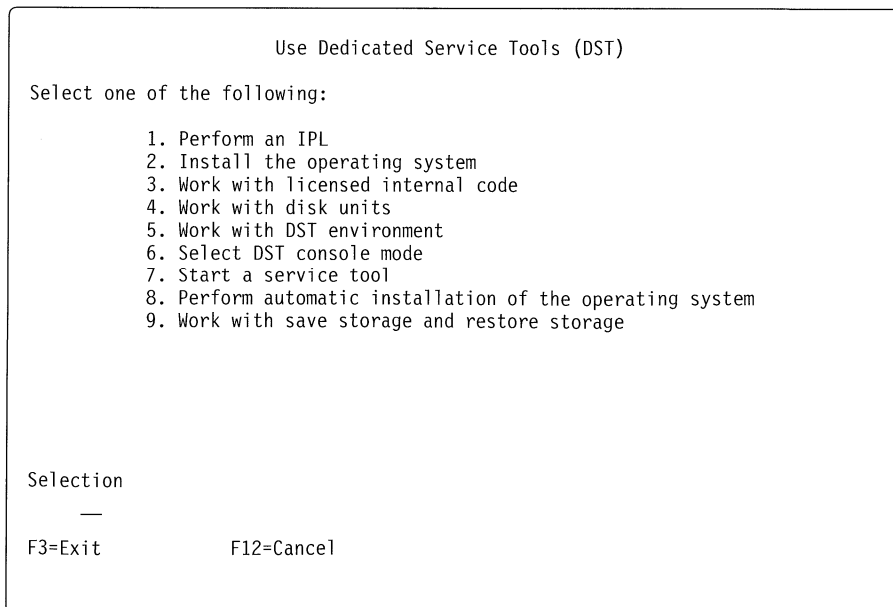 Use Dedicated Service Tools (DST)
Select one of the following:
1. Perform an IPL
2. Install the operating system
3. Work with licensed internal code
4. Work with disk units
5. Work with DST environment
6. Select DST console mode
7. Start a service tool
8. Perform automatic installation of the operating system
9. Work with save storage and restore storage
Selection
F3=Exit F12=Cancel